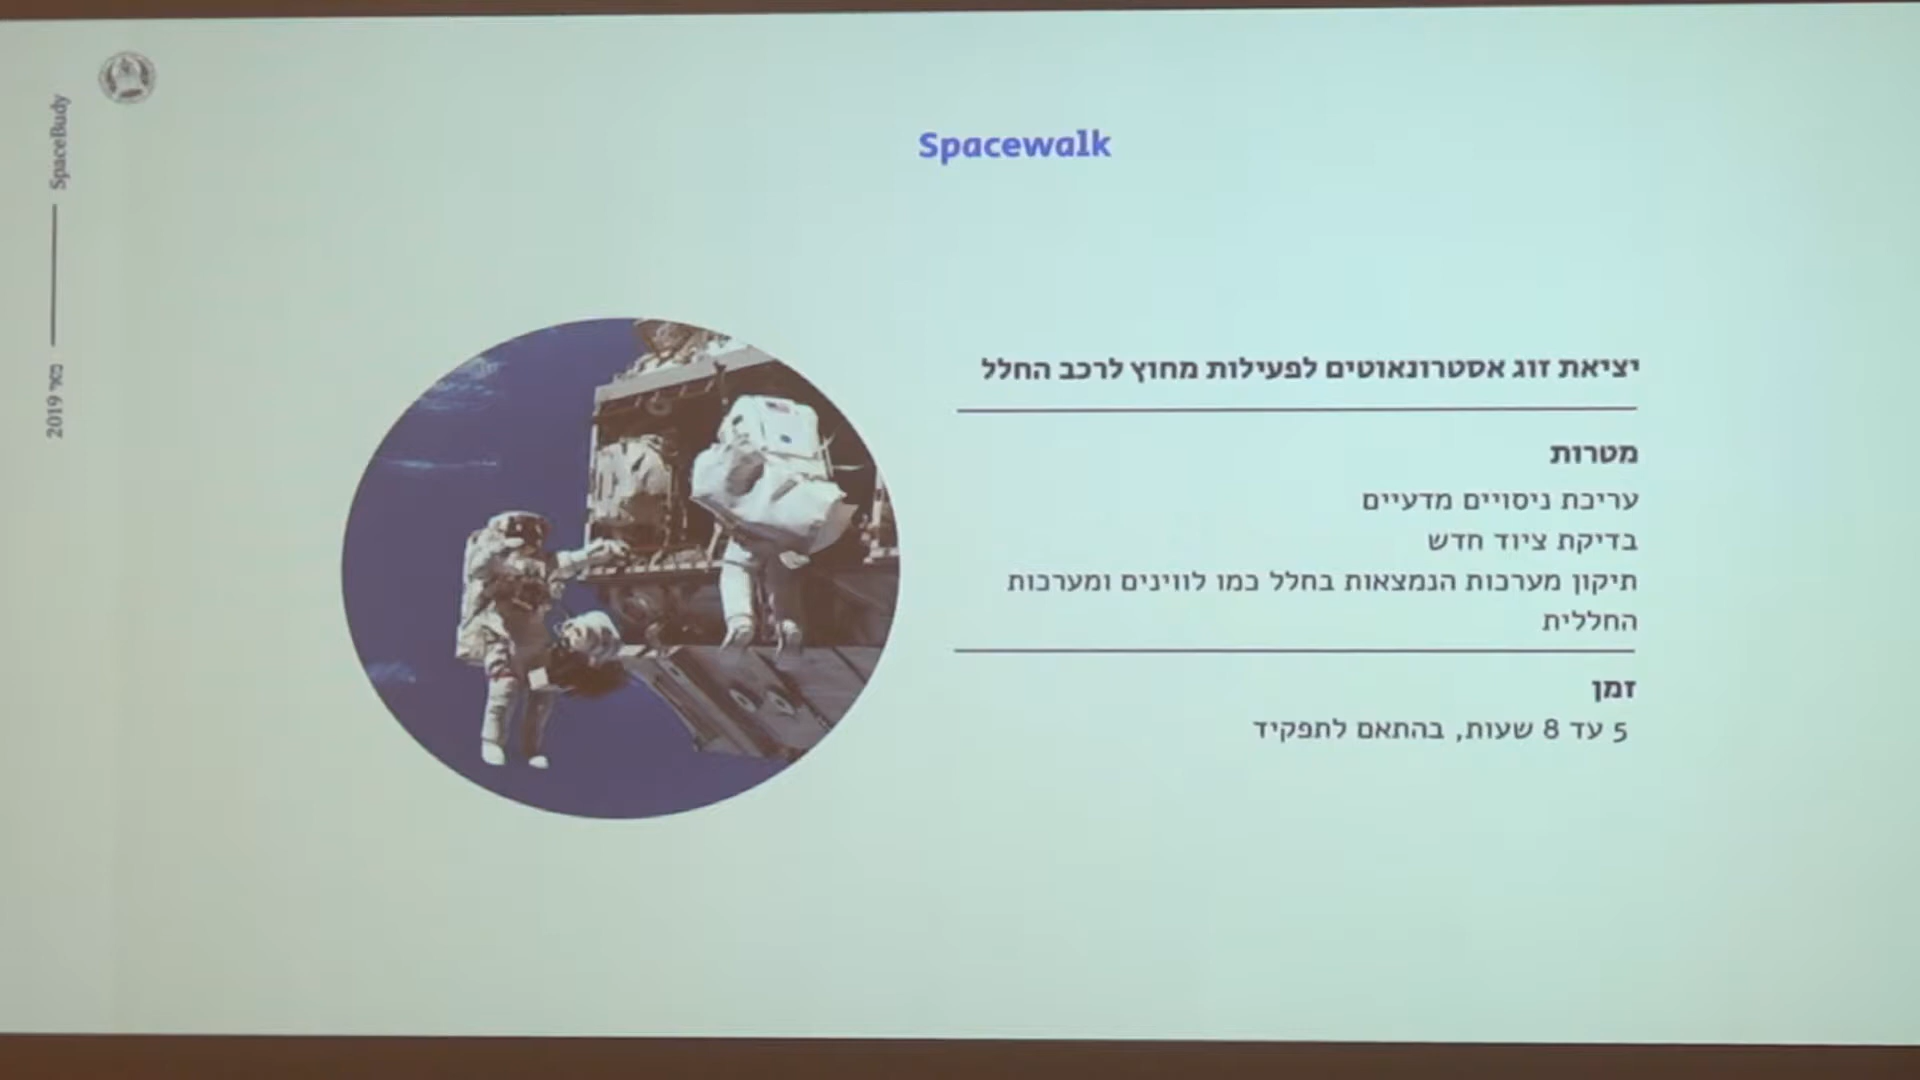 SpaceBudy
מאי 2019
Spacewalk
יציאת זוג אסטרונאוטים לפעילות מחוץ לרכב החלל
מטרות
עריכת ניסויים מדעיים
בדיקת ציוד חדש
תיקון מערכות הנמצאות בחלל כמו לווינים ומערכות
החללית
זמן
5 עד 8 שעות, בהתאם לתפקיד